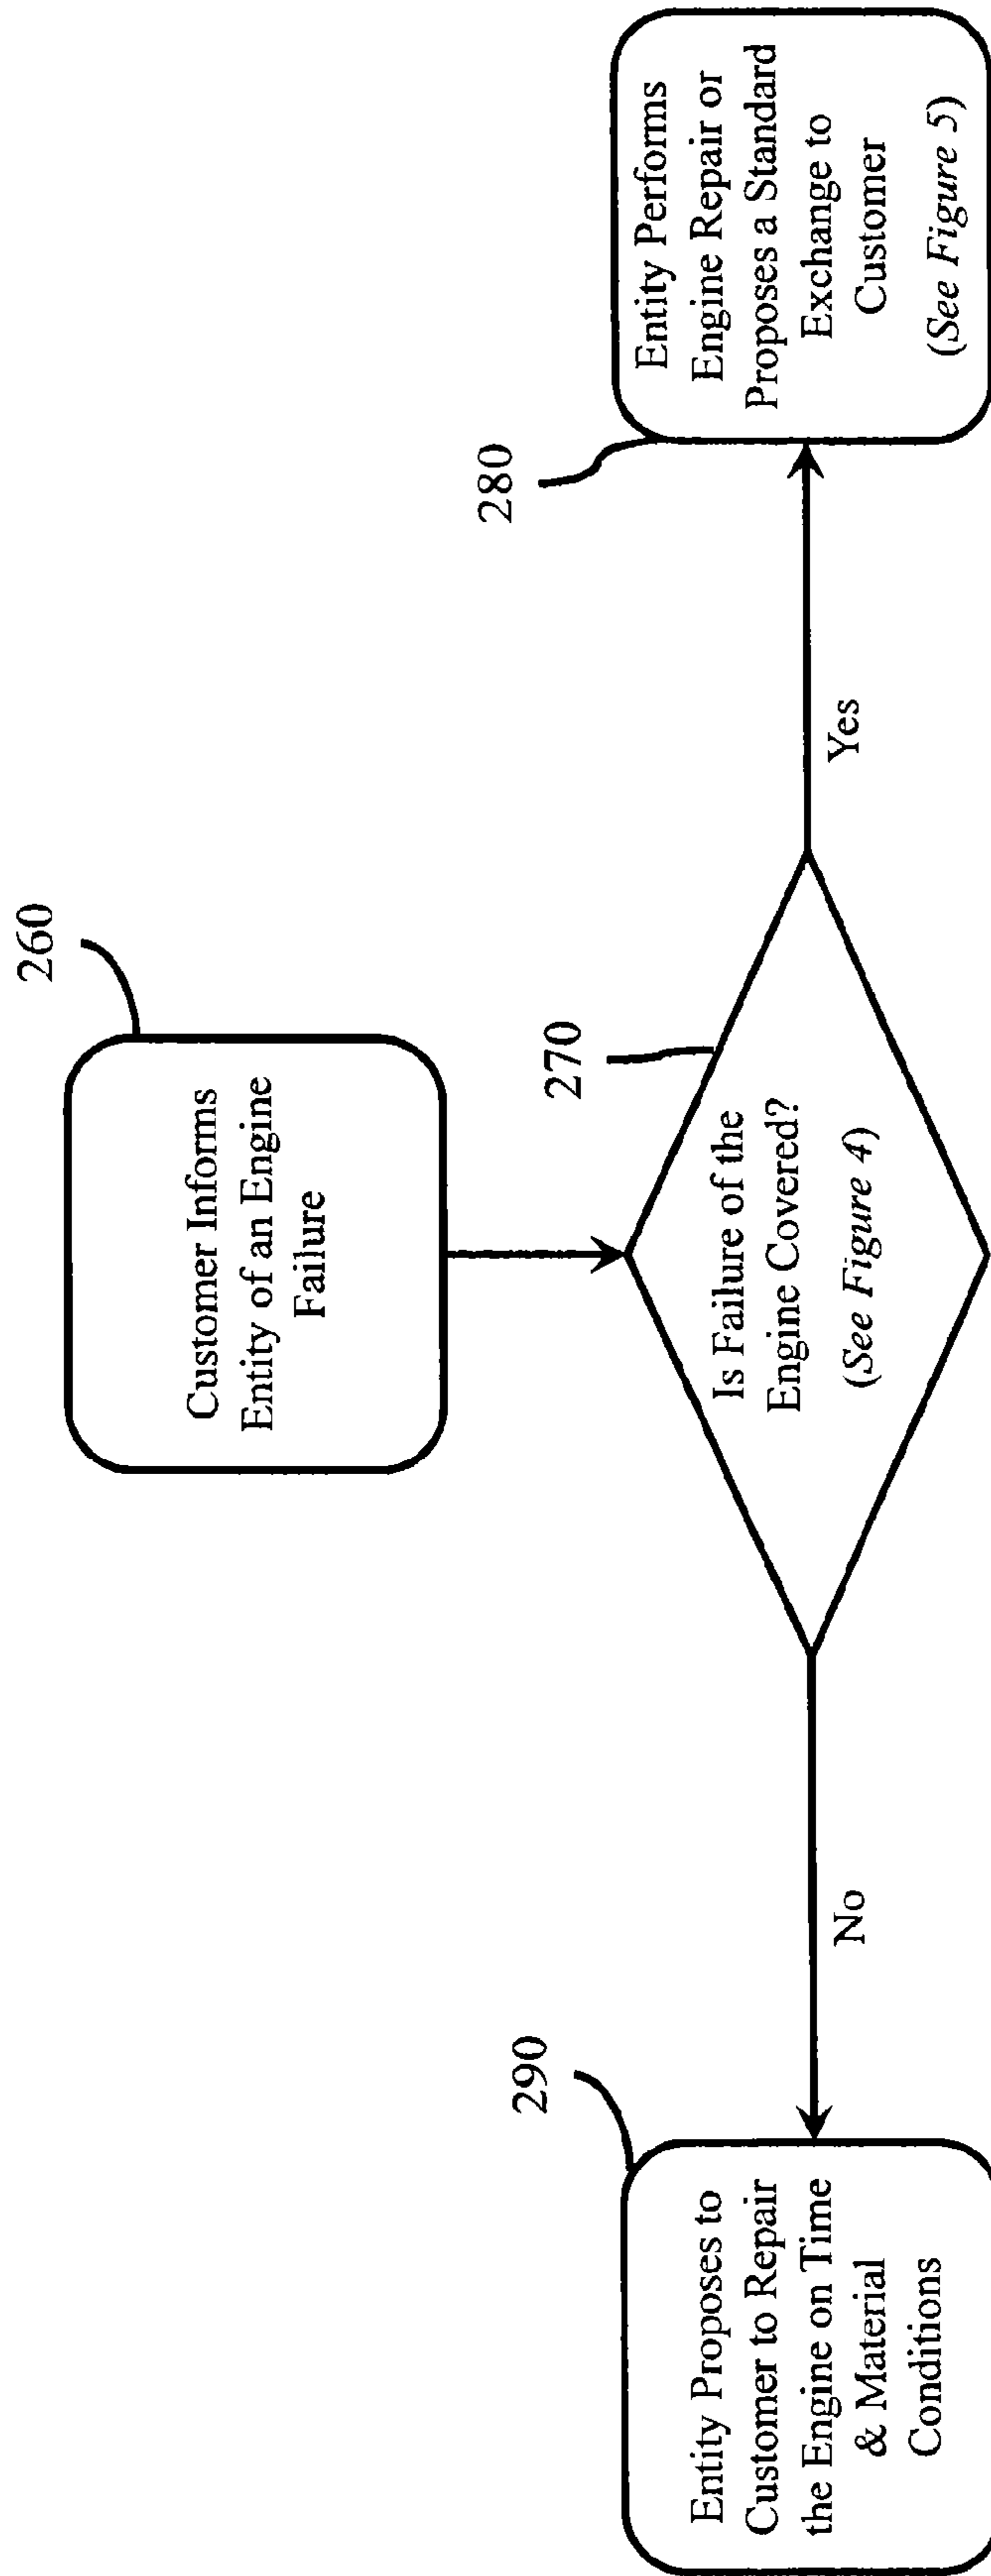 260
Customer Informs
Entity of an Engine
Failure
270
Is Failure of the
Engine Covered?
(See Figure 4)
No
Yes
290
Entity Proposes to
Customer to Repair
the Engine on Time
& Material
Conditions
280
Entity Performs
Engine Repair or
Proposes a Standard
Exchange to
Customer
(See Figure 5)